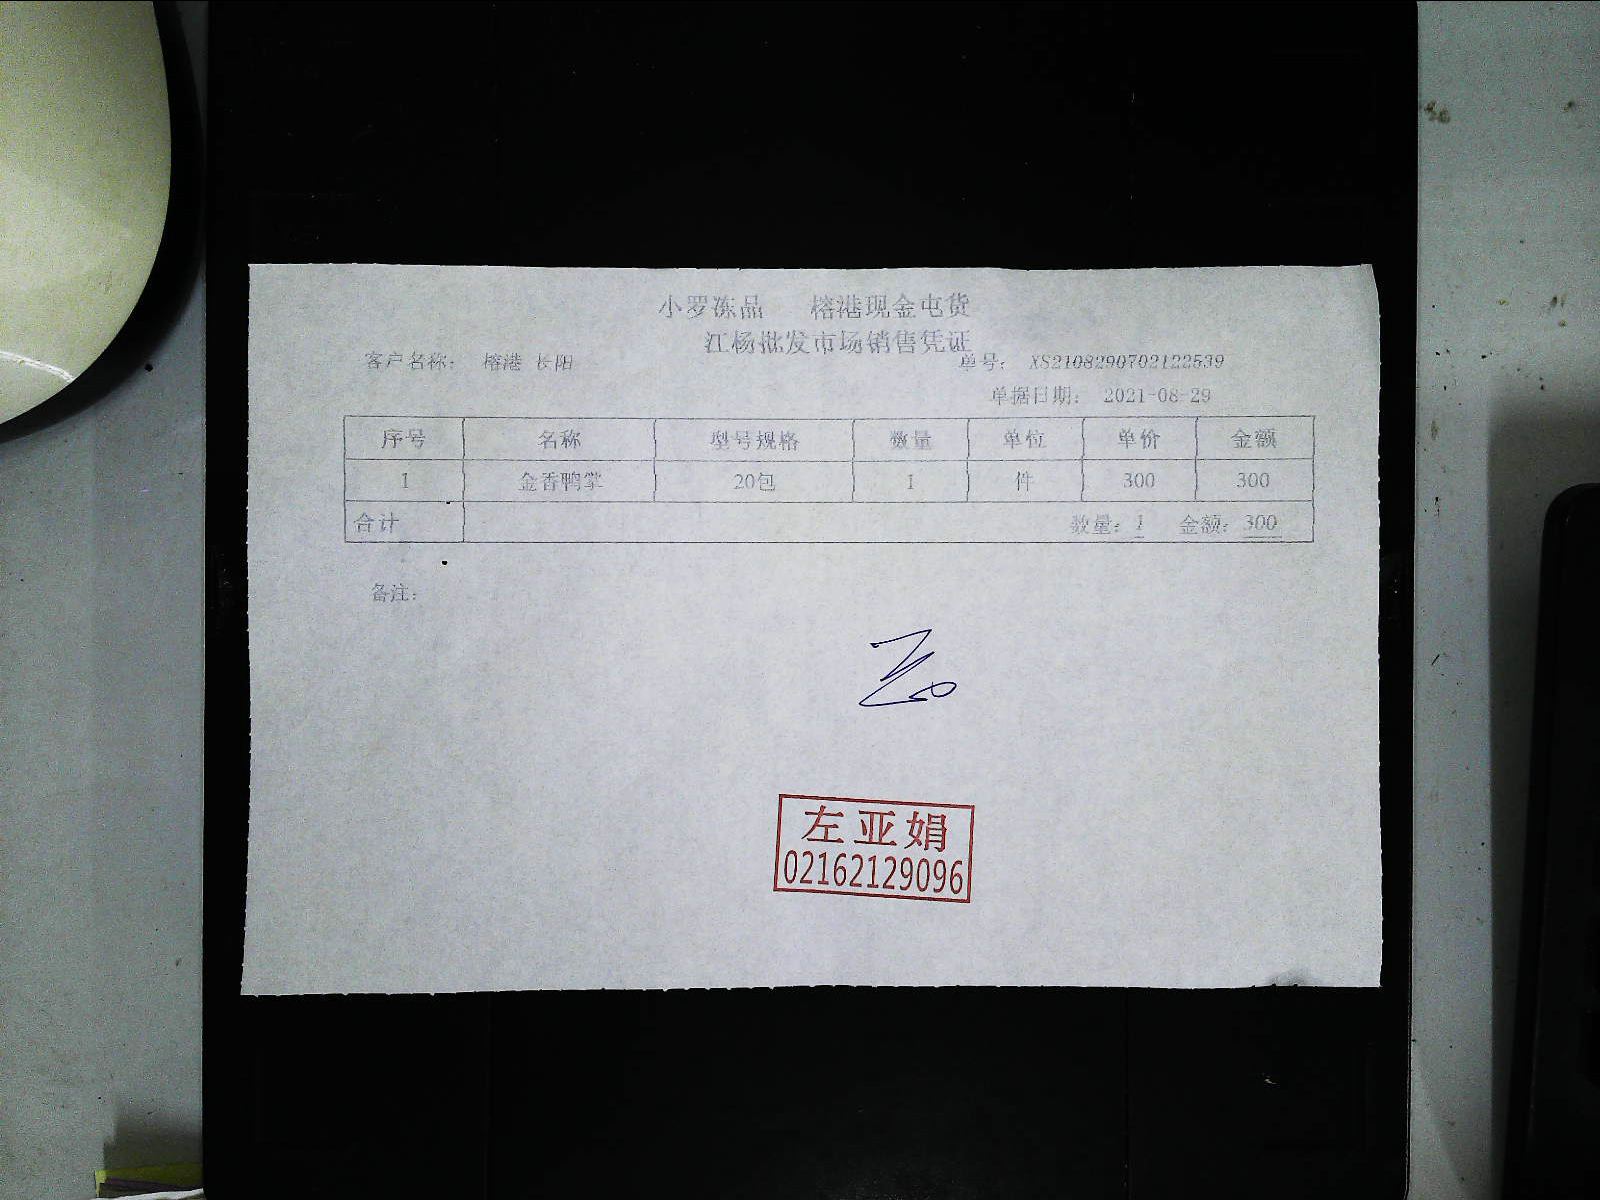 小罗冻品 榕港现金屯货
江杨批发市场销售凭证
客户名称: 榕港 长阳 单号: XS2108290702122539
单据日期: 2021-08-29
序号 名称 型号规格 数量 单位 单价 金额
1 金香鸭掌 20包 1 件 300 300
合计 数量: 1 金额: 300
备注:
左亚娟
02162129096